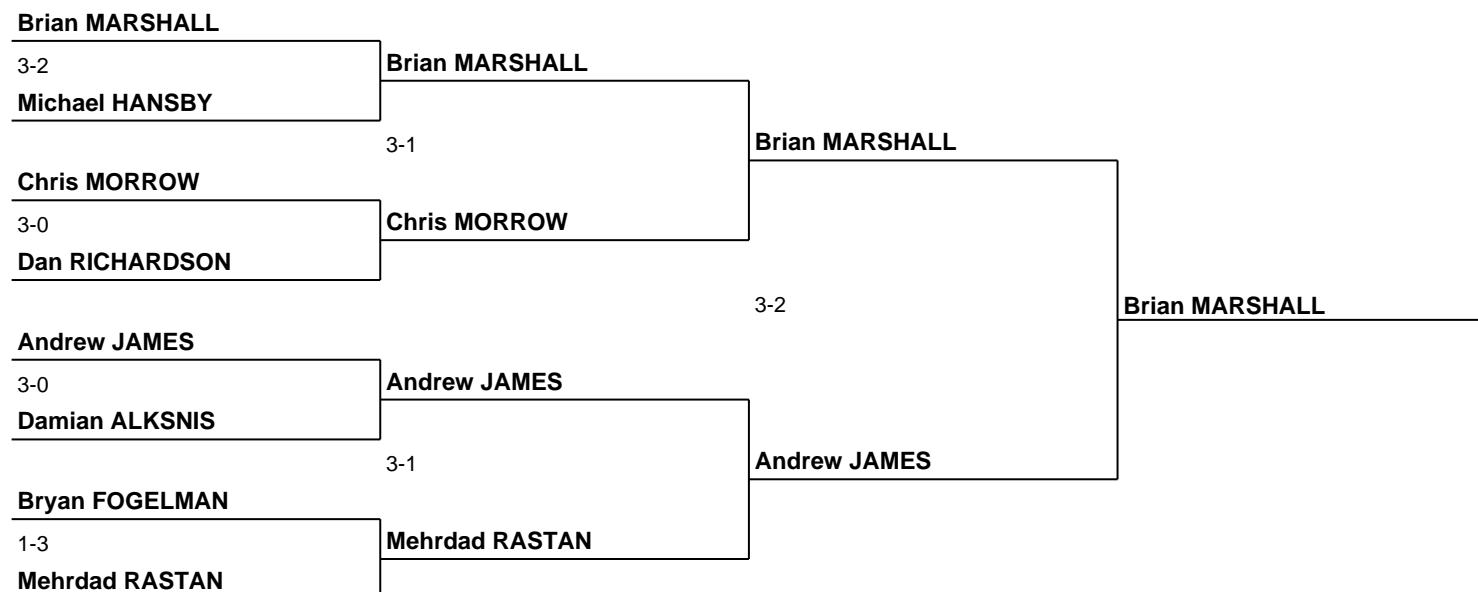 Brian MARSHALL
3-2
Brian MARSHALL
Michael HANSBY
3-1
Brian MARSHALL
Chris MORROW
3-0
Chris MORROW
Dan RICHARDSON
3-2
Brian MARSHALL
Andrew JAMES
3-0
Andrew JAMES
Damian ALKSNIS
3-1
Andrew JAMES
Bryan FOGELMAN
1-3
Mehrdad RASTAN
Mehrdad RASTAN